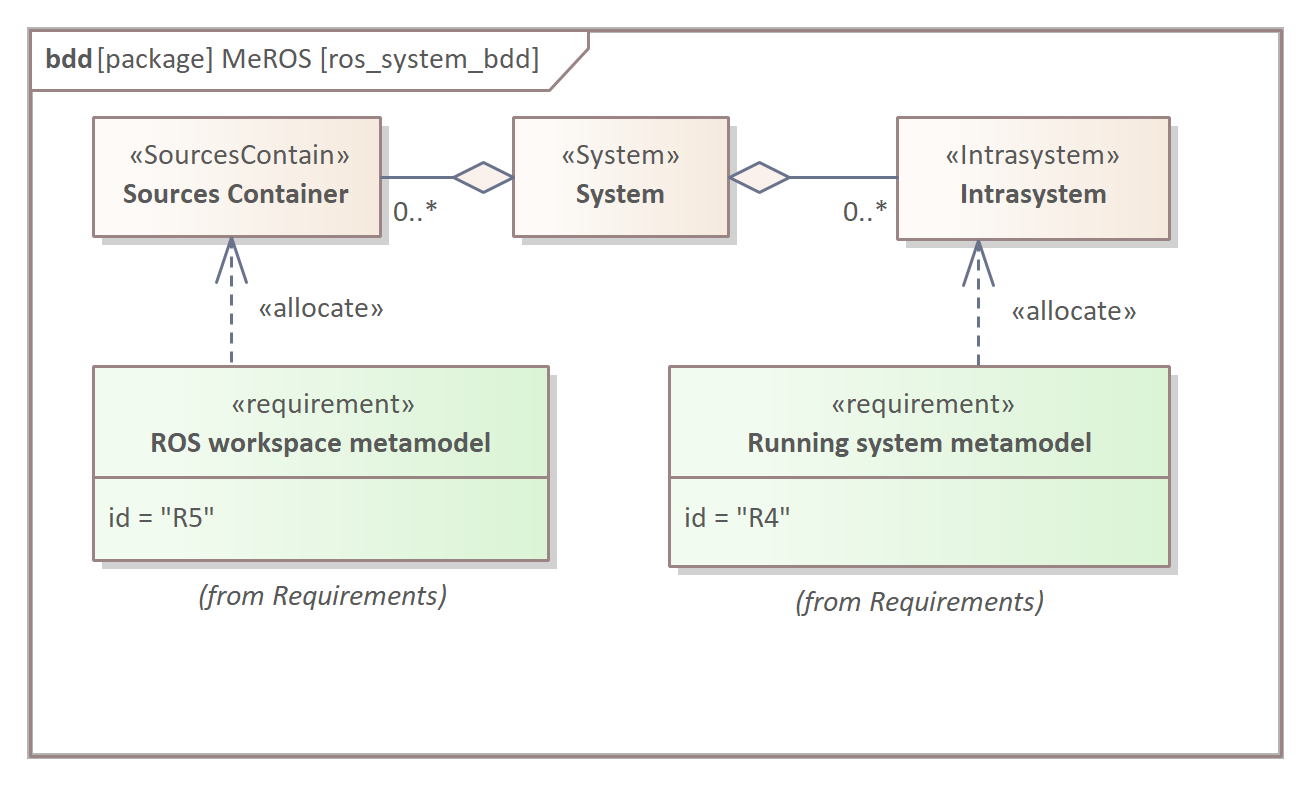 bdd [package] MeROS [ros_system_bdd]
«SourcesContain»
Sources Container
«System»
System
«Intrasystem»
Intrasystem
0..*
0..*
«allocate»
«allocate»
«requirement»
ROS workspace metamodel
id = "R5"
(from Requirements)
«requirement»
Running system metamodel
id = "R4"
(from Requirements)